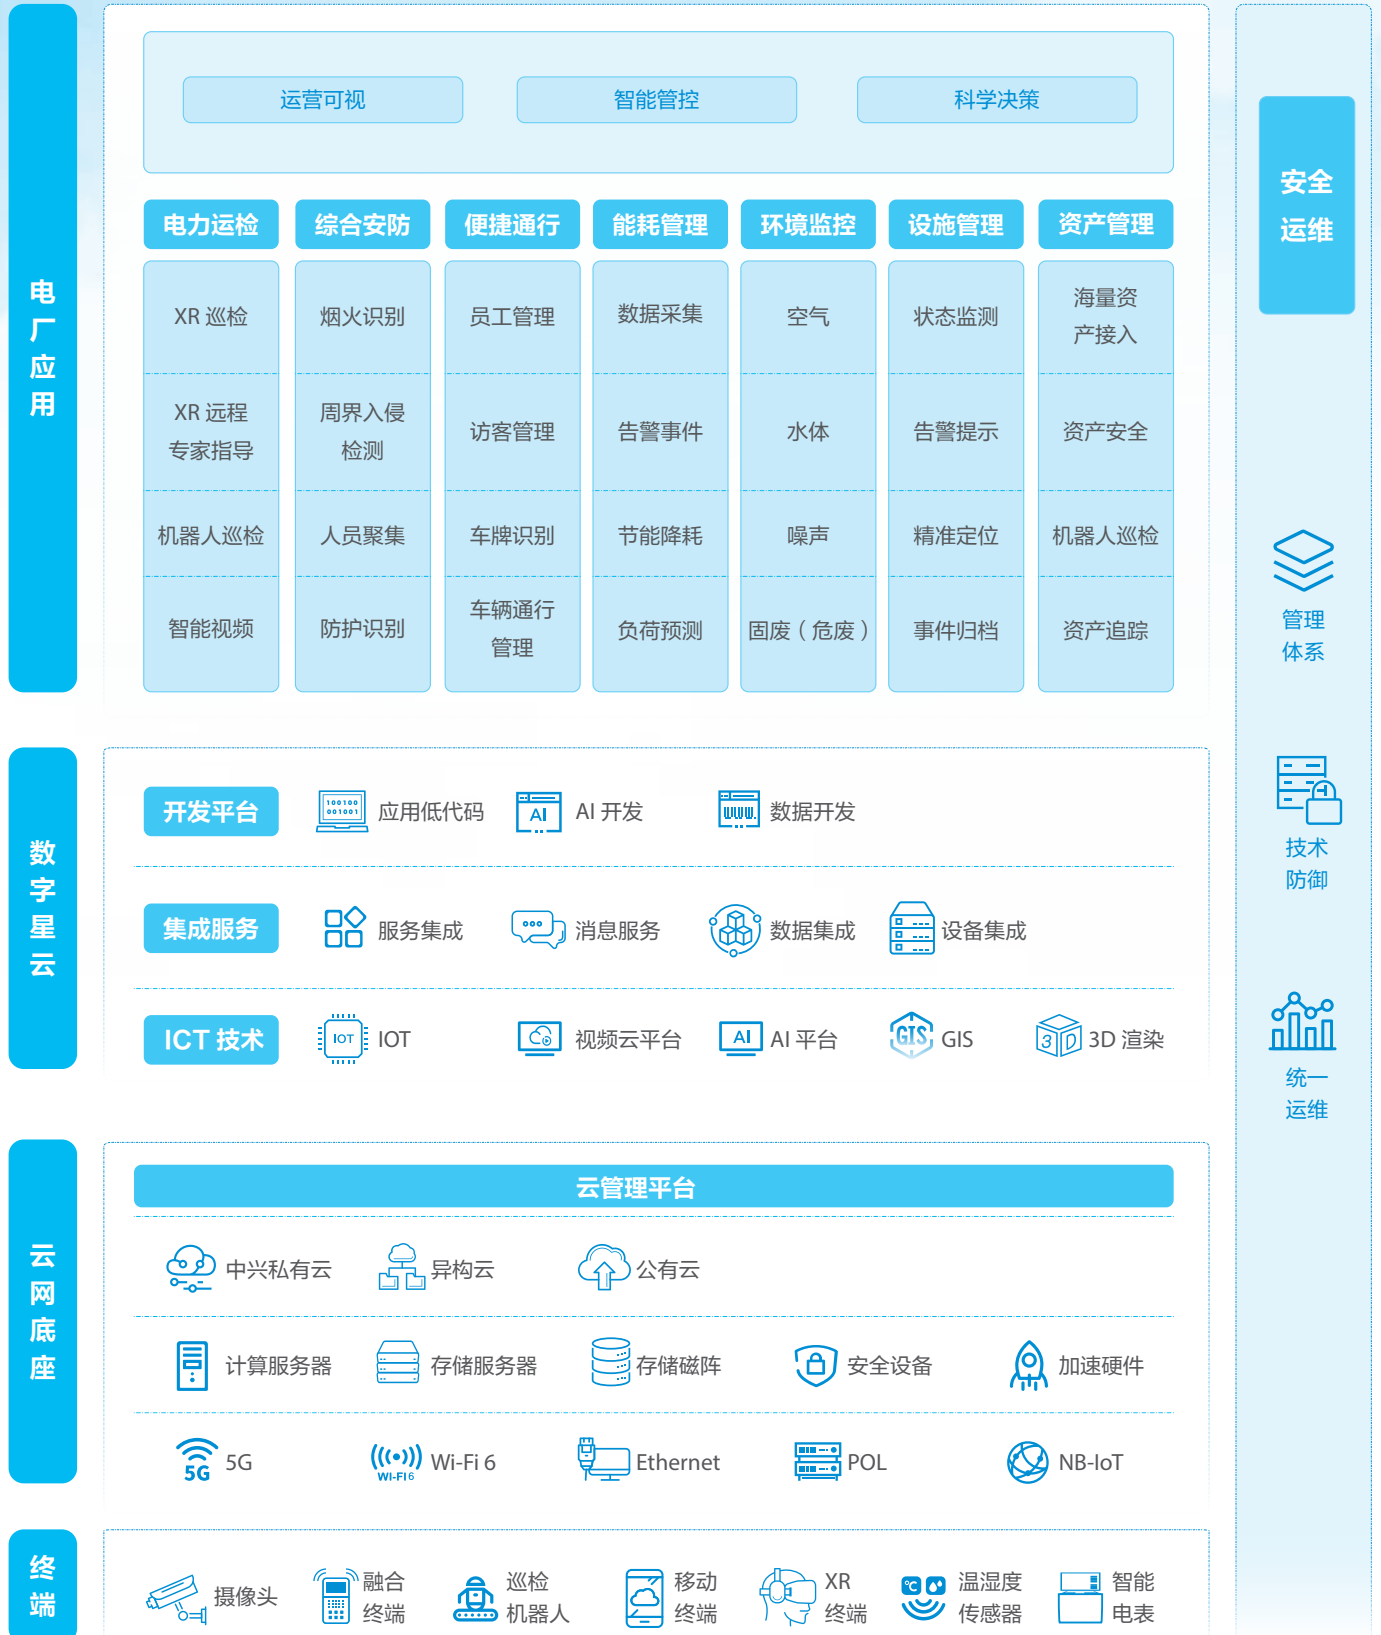 电厂应用
运营可视
智能管控
科学决策
电力运检
综合安防
便捷通行
能耗管理
环境监控
设施管理
资产管理
XR 巡检
烟火识别
员工管理
数据采集
空气
状态监测
海量资
产接入
XR 远程
专家指导
周界入侵
检测
访客管理
告警事件
水体
告警提示
资产安全
机器人巡检
人员聚集
车牌识别
节能降耗
噪声
精准定位
机器人巡检
智能视频
防护识别
车辆通行
管理
负荷预测
固废（危废）
事件归档
资产追踪
数字星云
开发平台
100100
001001
应用低代码
AI
AI 开发
www.
数据开发
集成服务
服务集成
消息服务
数据集成
设备集成
ICT 技术
IOT
IOT
视频云平台
AI
AI 平台
GIS
GIS
3D
3D 渲染
云网底座
云管理平台
中兴私有云
异构云
公有云
计算服务器
存储服务器
存储磁阵
安全设备
加速硬件
5G
5G
WI-FI6
Wi-Fi 6
Ethernet
POL
NB-IoT
终端
摄像头
融合
终端
巡检
机器人
移动
终端
XR
终端
℃
温湿度
传感器
智能
电表
安全
运维
管理
体系
技术
防御
统一
运维